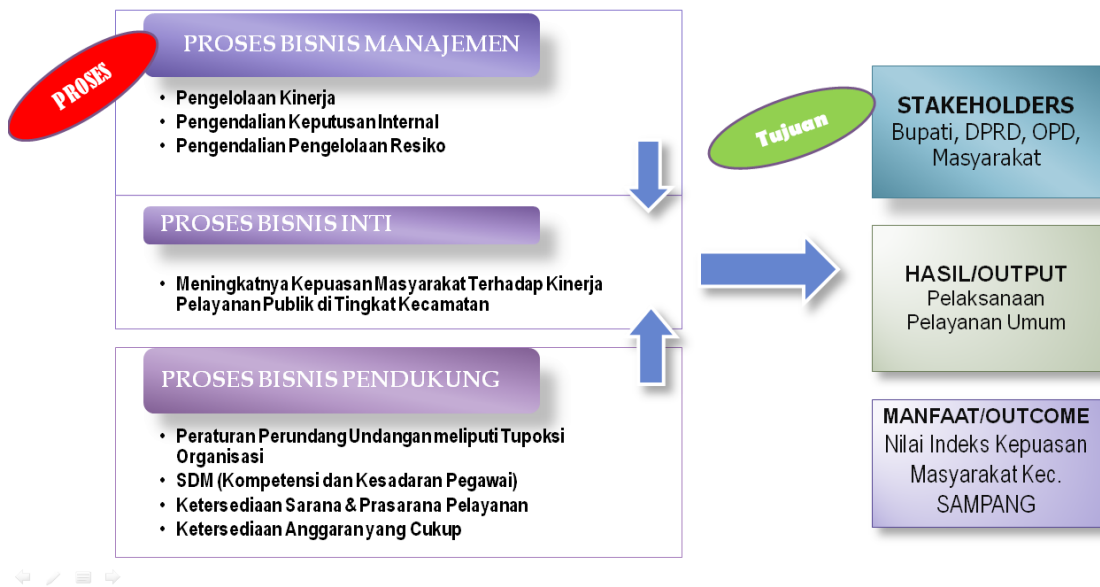 PROSES
PROSES BISNIS MANAJEMEN
• Pengelolaan Kinerja
• Pengendalian Keputusan Internal
• Pengendalian Pengelolaan Resiko
PROSES BISNIS INTI
• Meningkatnya Kepuasan Masyarakat Terhadap Kinerja
Pelayanan Publik di Tingkat Kecamatan
PROSES BISNIS PENDUKUNG
• Peraturan Perundang Undangan meliputi Tupoksi
Organisasi
• SDM (Kompetensi dan Kesadaran Pegawai)
• Ketersediaan Sarana & Prasarana Pelayanan
• Ketersediaan Anggaran yang Cukup
Tujuan
STAKEHOLDERS
Bupati, DPRD, OPD,
Masyarakat
HASIL/OUTPUT
Pelaksanaan
Pelayanan Umum
MANFAAT/OUTCOME
Nilai Indeks Kepuasan
Masyarakat Kec.
SAMPANG